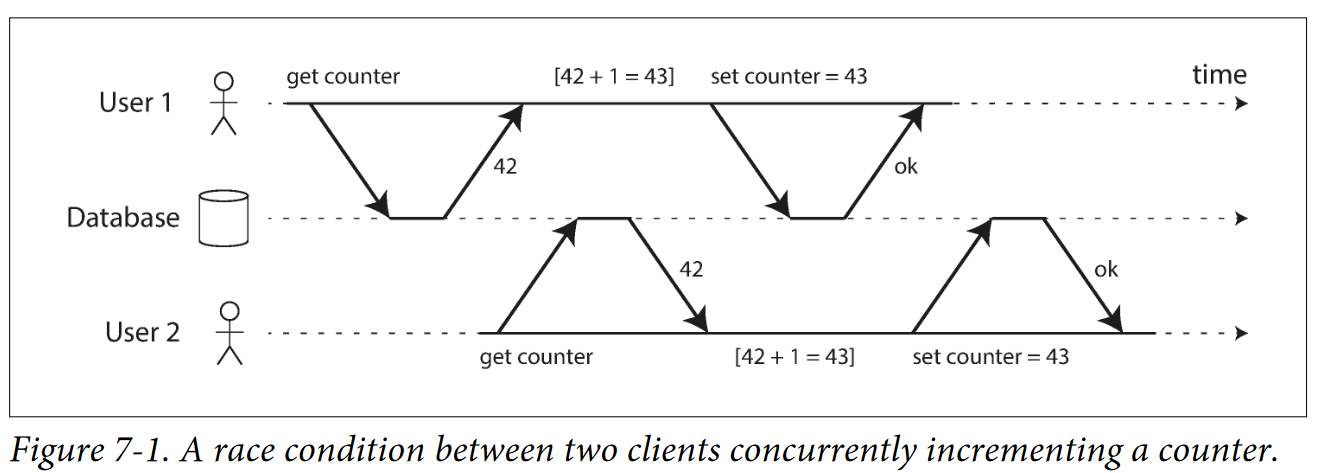 get counter [42 + 1 = 43] set counter = 43 time
User 1
42 ok
Database
42 ok
User 2
get counter [42 + 1 = 43] set counter = 43
Figure 7-1. A race condition between two clients concurrently incrementing a counter.